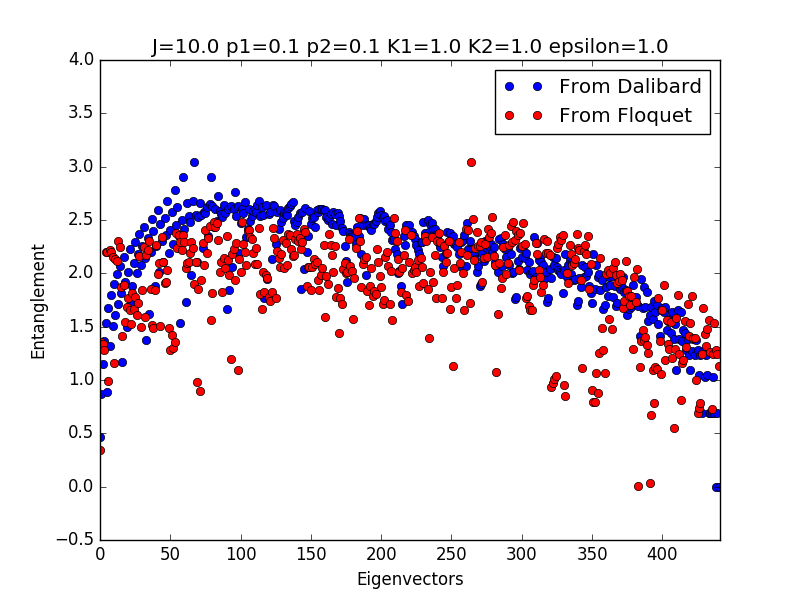 J=10.0 p1=0.1 p2=0.1 K1=1.0 K2=1.0 epsilon=1.0
From Dalibard
From Floquet
Entanglement
4.0
3.5
3.0
2.5
2.0
1.5
1.0
0.5
0.0
−0.5
0 50 100 150 200 250 300 350 400
Eigenvectors